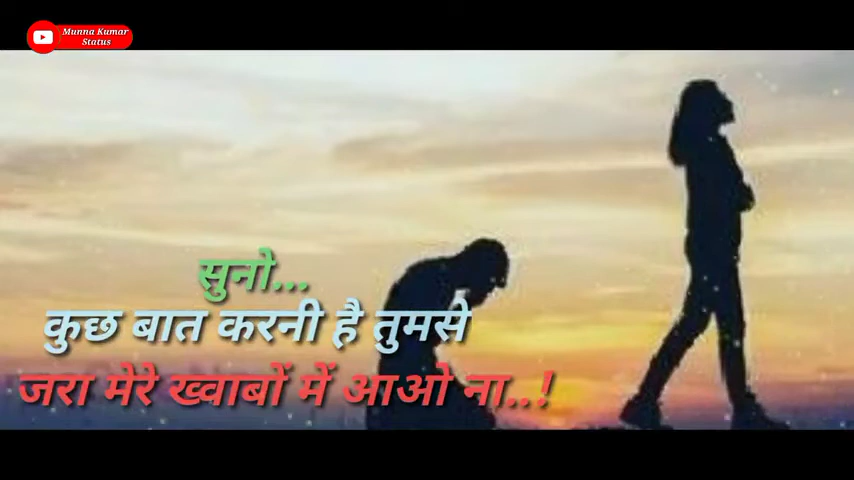 Munna Kumar
Status
सुनो...
कुछ बात करनी है तुमसे
जरा मेरे ख्वाबों में आओ ना..!